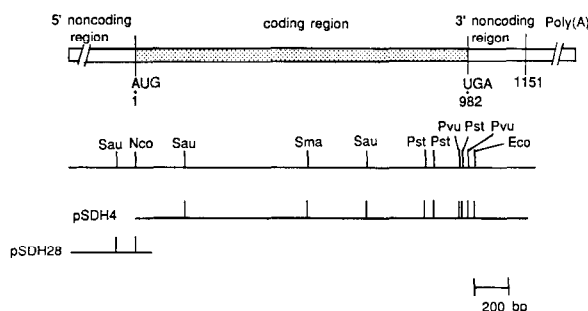 5' noncoding region
coding region
3' noncoding reigon
Poly(A)
AUG
1
UGA
982
1151
Sau Nco Sau Sma Sau Pst Pst Pvu Pst Pvu Eco
pSDH4
pSDH28
200 bp